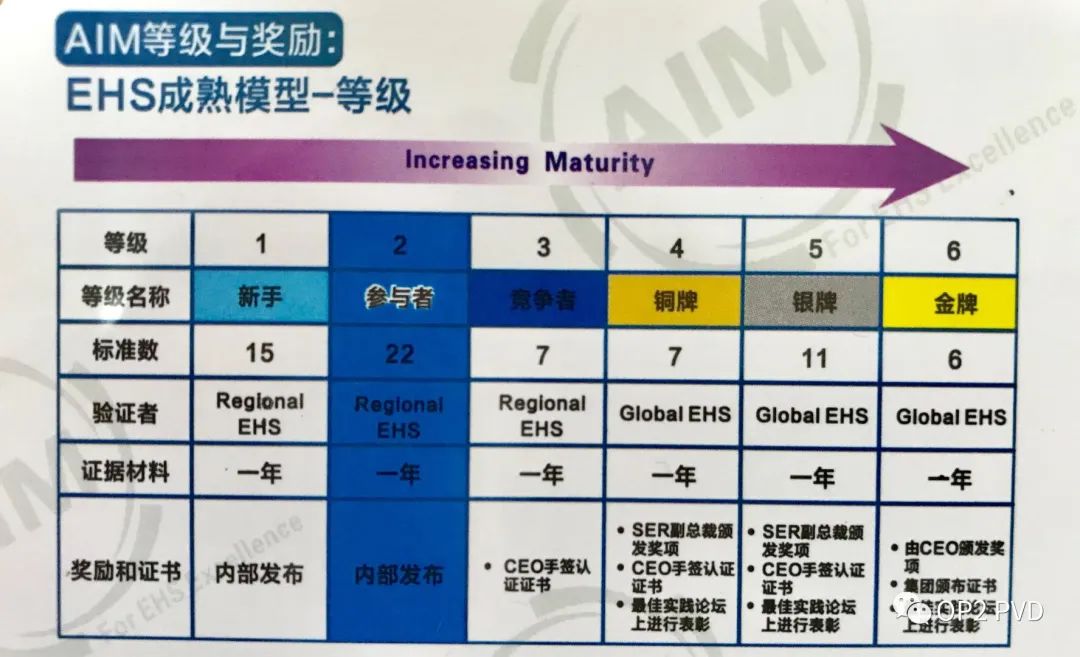 AIM等级与奖励:
EHS成熟模型-等级
Increasing Maturity
等级 1 2 3 4 5 6
等级名称 新手 参与者 竞争者 铜牌 银牌 金牌
标准数 15 22 7 7 11 6
验证者 Regional EHS Regional EHS Regional EHS Global EHS Global EHS Global EHS
证据材料 一年 一年 一年 一年 一年 一年
奖励和证书 内部发布 内部发布
• CEO手签认
证证书
• SER副总裁颁
发奖项
• CEO手签认证
证书
• 最佳实践论坛
上进行表彰
• SER副总裁颁
发奖项
• CEO手签认证
证书
• 最佳实践论坛
上进行表彰
• 由CEO颁发奖
项
• 集团颁布证书
论坛
上进行表彰
OP2 PVD
AIM
For EHS Excellence
AIM
For EHS Excellence
AIM